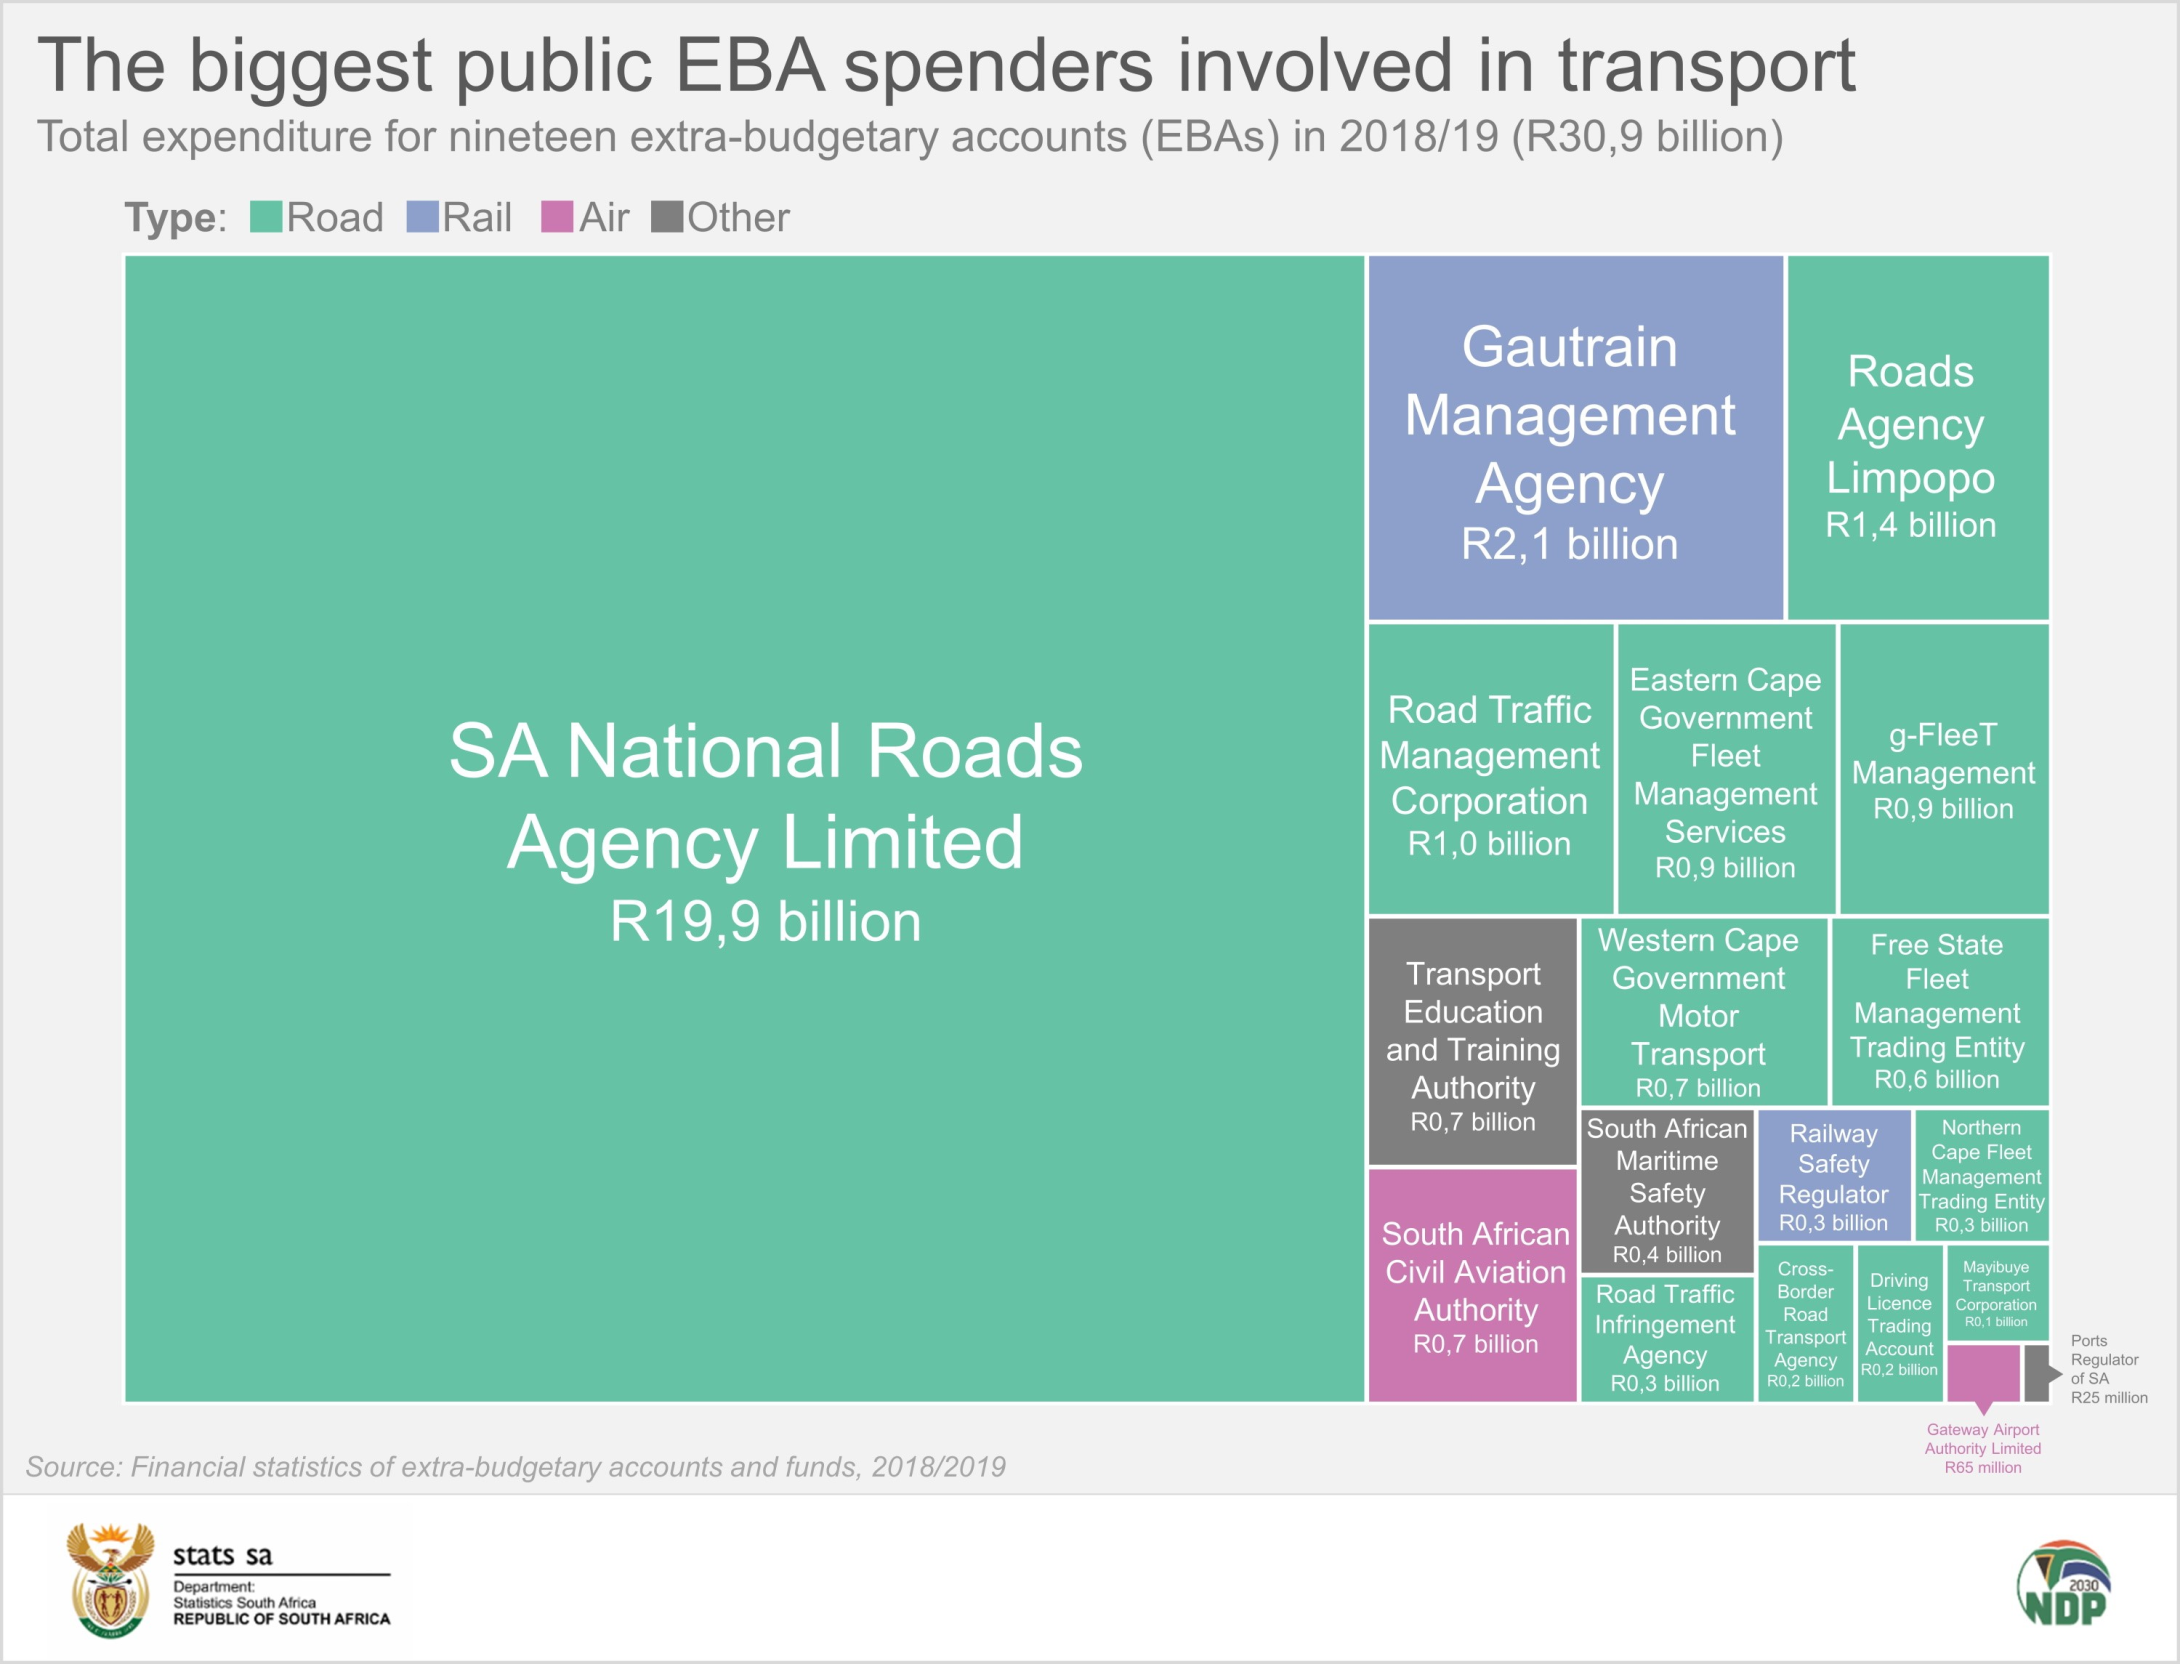 The biggest public EBA spenders involved in transport
Total expenditure for nineteen extra-budgetary accounts (EBAs) in 2018/19 (R30,9 billion)
Type: Road Rail Air Other
SA National Roads
Agency Limited
R19,9 billion
Gautrain
Management
Agency
R2,1 billion
Roads
Agency
Limpopo
R1,4 billion
Road Traffic
Management
Corporation
R1,0 billion
Eastern Cape
Government
Fleet
Management
Services
R0,9 billion
g-FleeT
Management
R0,9 billion
Transport
Education
and Training
Authority
R0,7 billion
Western Cape
Government
Motor
Transport
R0,7 billion
Free State
Fleet
Management
Trading Entity
R0,6 billion
South African
Civil Aviation
Authority
R0,7 billion
South African
Maritime
Safety
Authority
R0,4 billion
Railway
Safety
Regulator
R0,3 billion
Northern
Cape Fleet
Management
Trading Entity
R0,3 billion
Road Traffic
Infringement
Agency
R0,3 billion
Cross-
Border
Road
Transport
Agency
R0,2 billion
Driving
Licence
Trading
Account
R0,2 billion
Mayibuye
Transport
Corporation
R0,1 billion
Ports
Regulator
of SA
R25 million
Gateway Airport
Authority Limited
R65 million
Source: Financial statistics of extra-budgetary accounts and funds, 2018/2019
stats sa
Department:
Statistics South Africa
REPUBLIC OF SOUTH AFRICA
2030
NDP